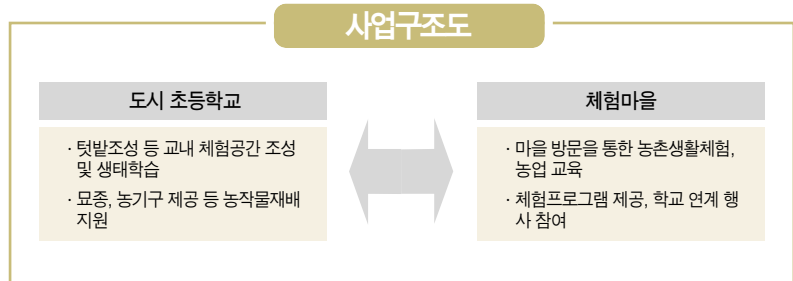 사업구조도
도시 초등학교
· 텃밭조성 등 교내 체험공간 조성
및 생태학습
· 묘종, 농기구 제공 등 농작물재배
지원
체험마을
· 마을 방문을 통한 농촌생활체험,
농업 교육
· 체험프로그램 제공, 학교 연계 행
사 참여